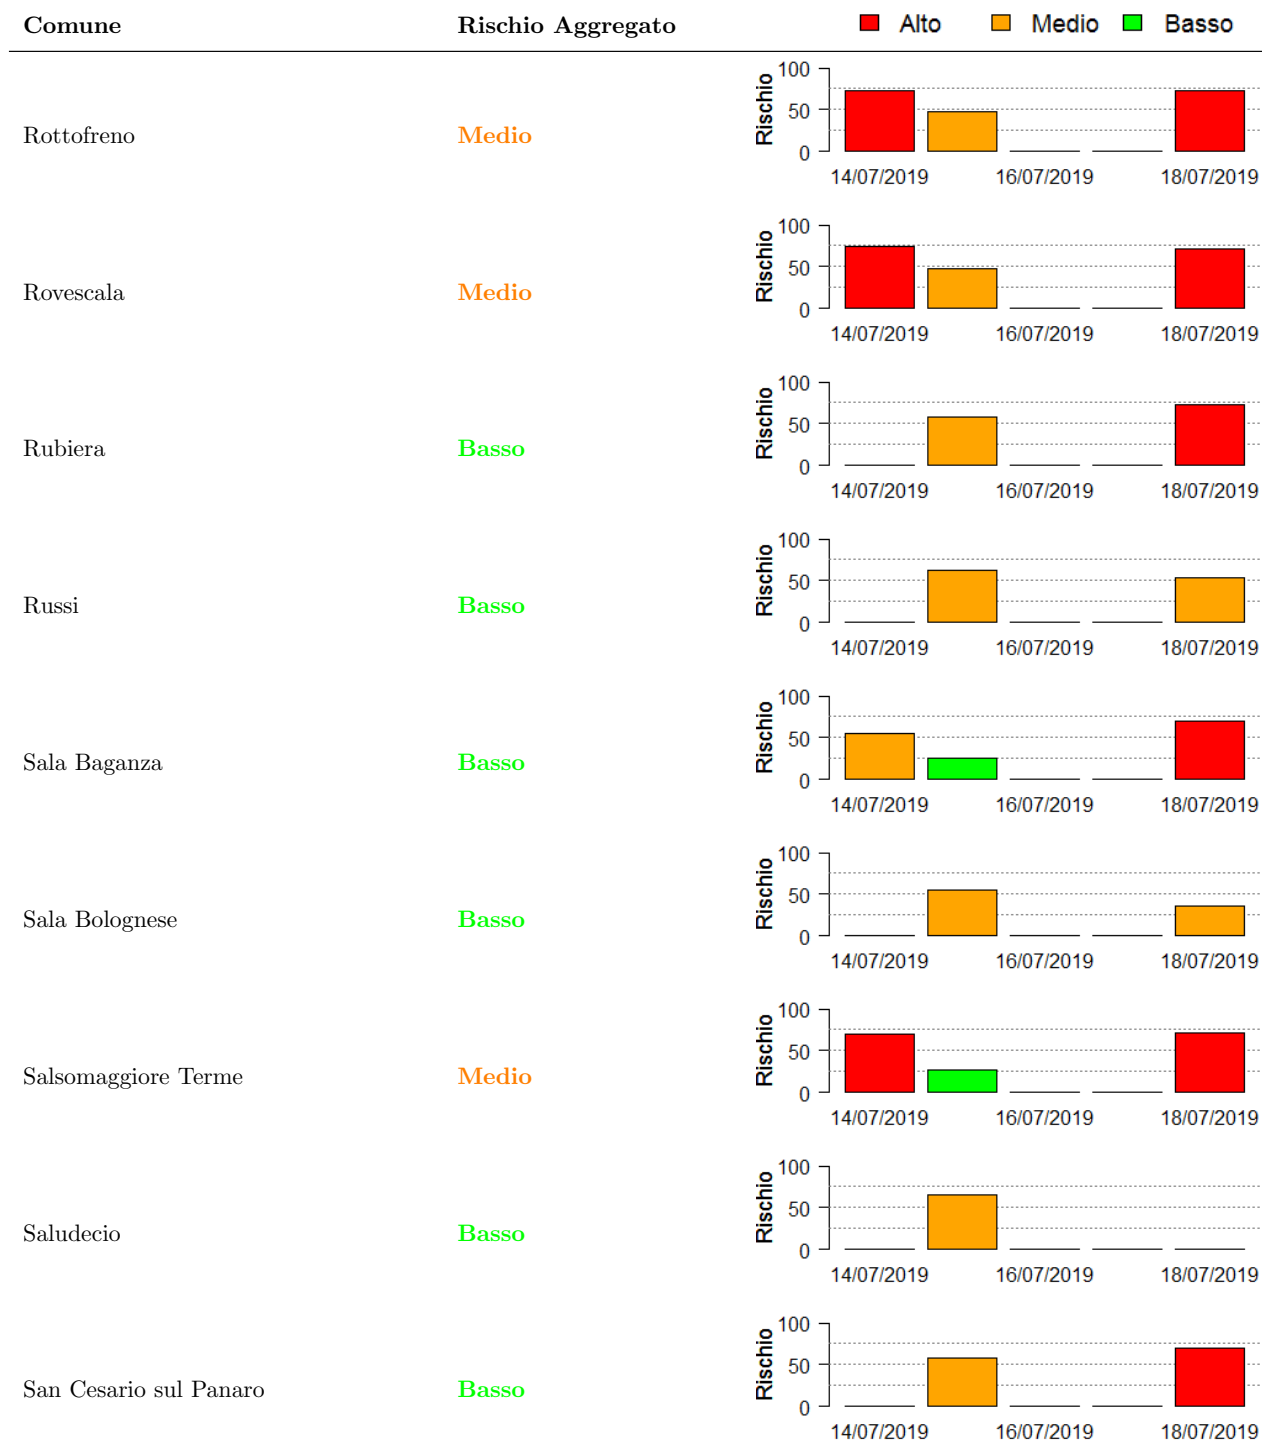 Comune Rischio Aggregato Alto Medio Basso
Rottofreno Medio Rischio 100 50 0
14/07/2019 16/07/2019 18/07/2019
Rovescala Medio Rischio 100 50 0
14/07/2019 16/07/2019 18/07/2019
Rubiera Basso Rischio 100 50 0
14/07/2019 16/07/2019 18/07/2019
Russi Basso Rischio 100 50 0
14/07/2019 16/07/2019 18/07/2019
Sala Baganza Basso Rischio 100 50 0
14/07/2019 16/07/2019 18/07/2019
Sala Bolognese Basso Rischio 100 50 0
14/07/2019 16/07/2019 18/07/2019
Salsomaggiore Terme Medio Rischio 100 50 0
14/07/2019 16/07/2019 18/07/2019
Saludecio Basso Rischio 100 50 0
14/07/2019 16/07/2019 18/07/2019
San Cesario sul Panaro Basso Rischio 100 50 0
14/07/2019 16/07/2019 18/07/2019